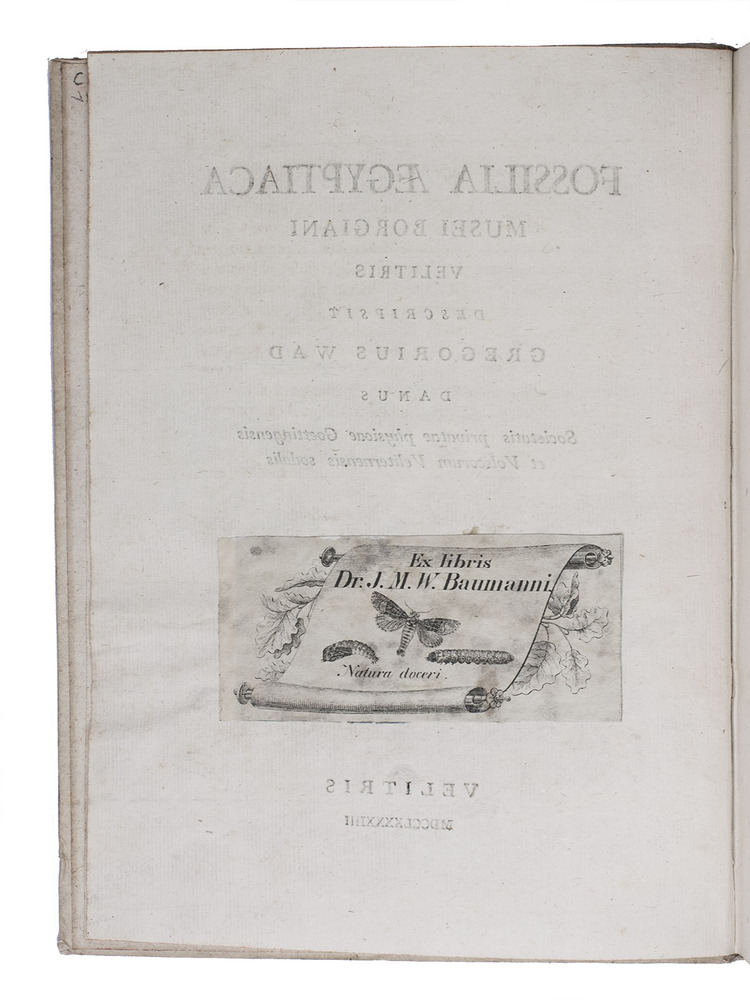 FOSSILIA ÆGYPTIACA
MUSEI BORGIANI
VELITRIS
DESCRIPSIT
GREGORIUS WAD
DANUS
Societatis privatae physicae Goettingensis
et Volscorum Veliternensis sodalis
Ex libris
Dr. J. M. W. Baumanni
Natura doceri.
VELITRIS
MDCCLXXXXIIII